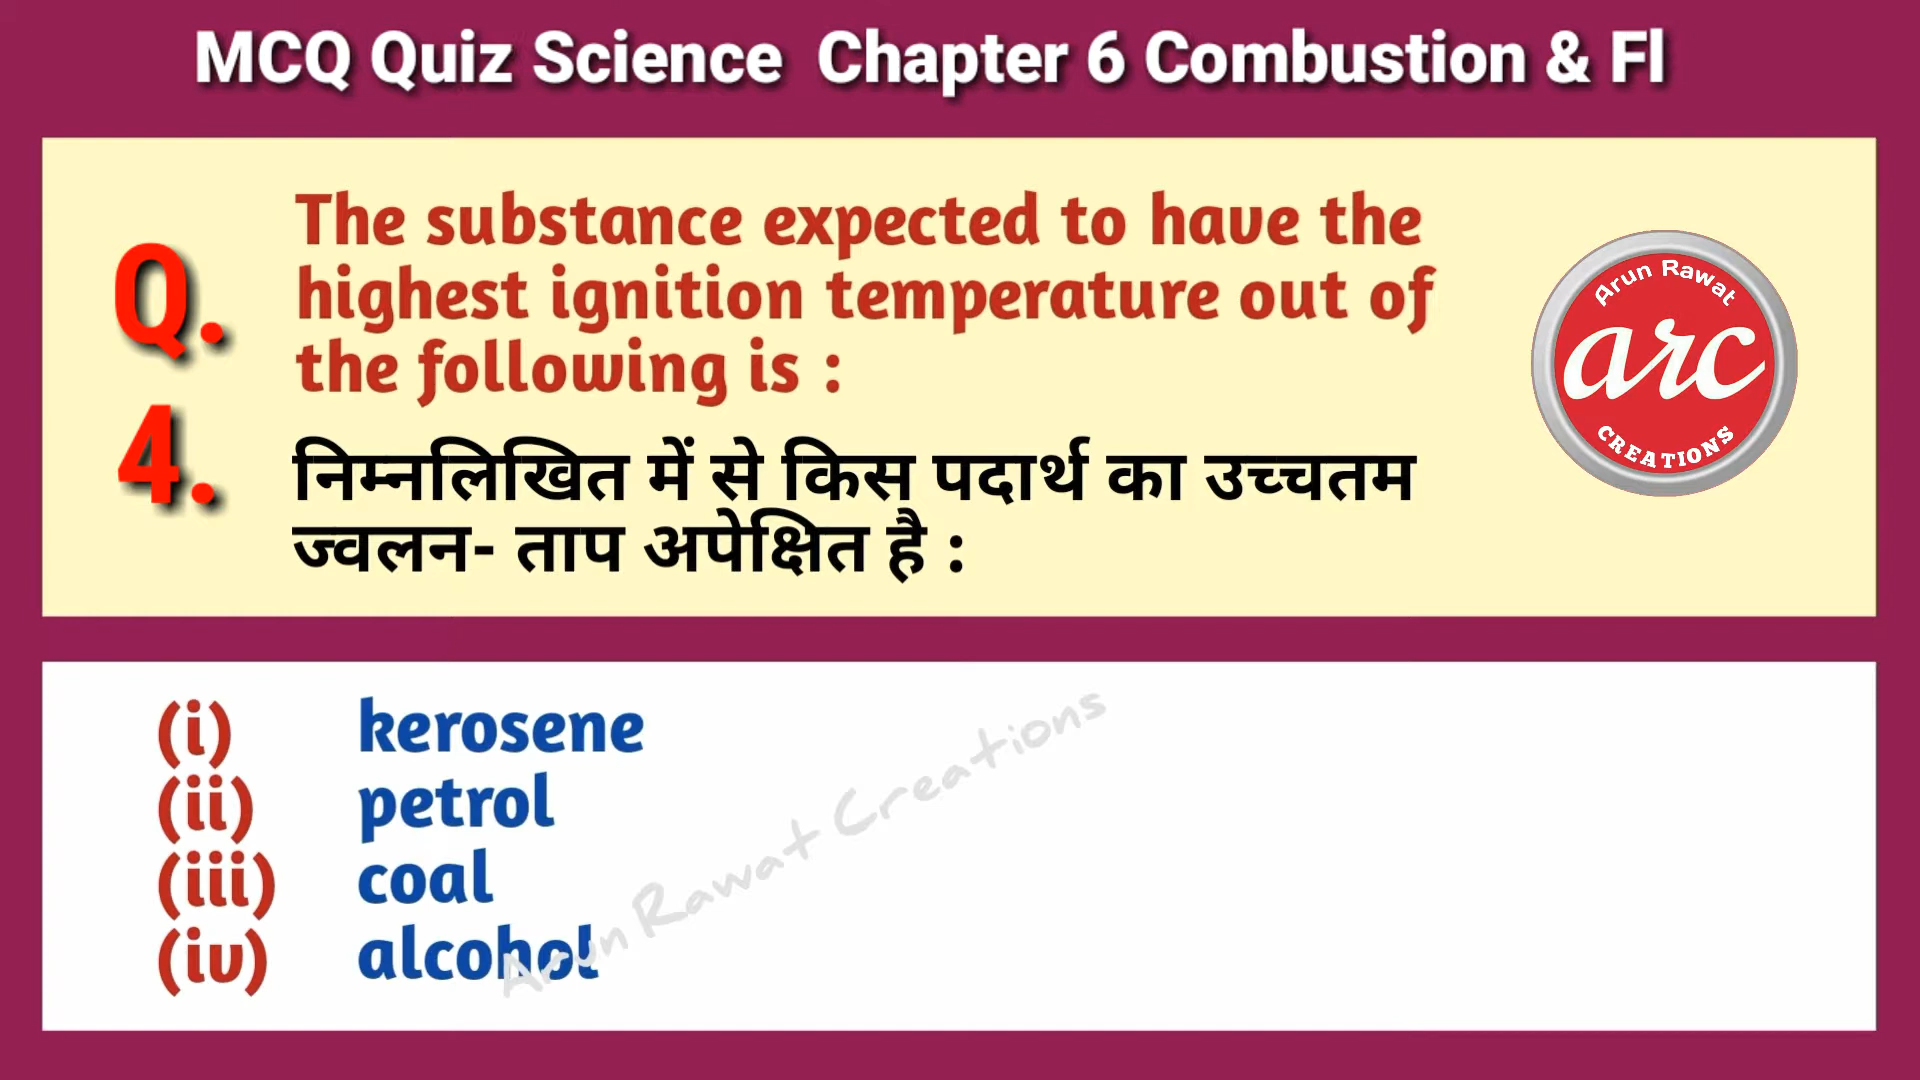 MCQ Quiz Science Chapter 6 Combustion & Fl
Q.
4.
The substance expected to have the
highest ignition temperature out of
the following is :
निम्नलिखित में से किस पदार्थ का उच्चतम
ज्वलन- ताप अपेक्षित है :
Arun Rawat
arc
CREATIONS
(i) kerosene
(ii) petrol
(iii) coal
(iv) alcohol
Arun Rawat Creations